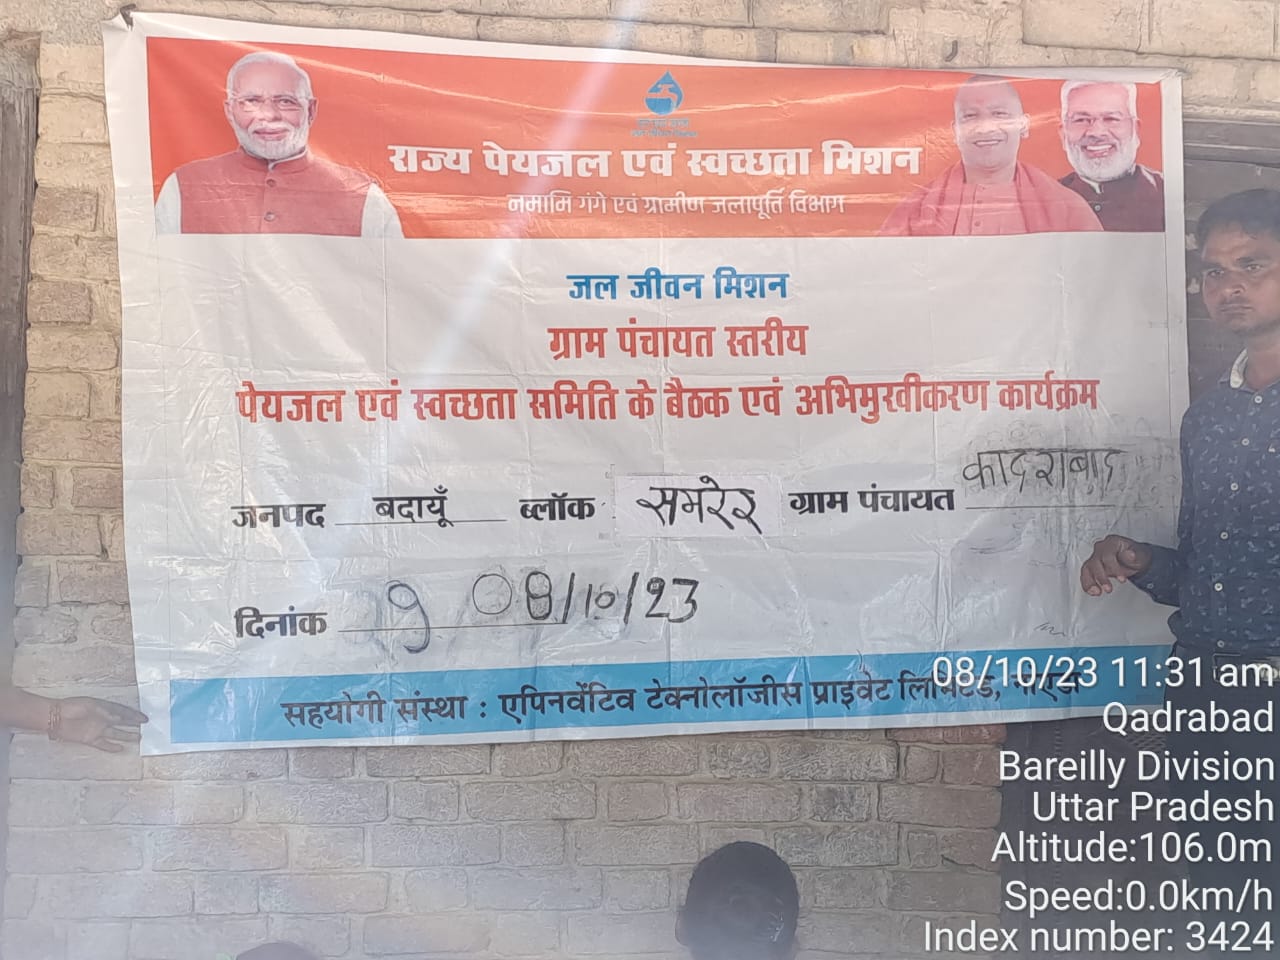 राज्य पेयजल एवं स्वच्छता मिशन
नमामि गंगे एवं ग्रामीण जलापूर्ति विभाग
जल जीवन मिशन
ग्राम पंचायत स्तरीय
पेयजल एवं स्वच्छता समिति के बैठक एवं अभिमुखीकरण कार्यक्रम
जनपद बदायूँ ब्लॉक समरेर ग्राम पंचायत कादराबाद
दिनांक 08/10/23
सहयोगी संस्था : एपिनवेंटिव टेक्नोलॉजीस प्राइवेट लिमिटेड,
08/10/23 11:31 am
Qadrabad
Bareilly Division
Uttar Pradesh
Altitude:106.0m
Speed:0.0km/h
Index number: 3424